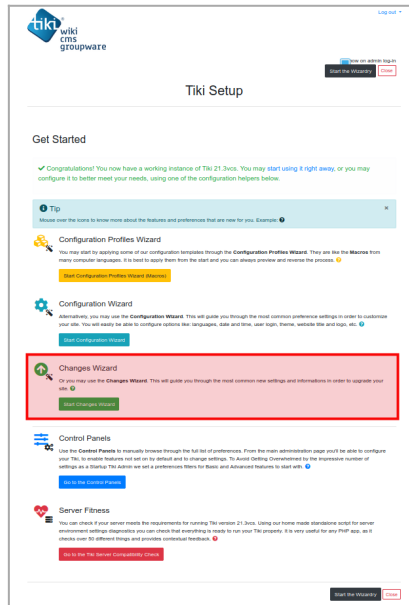 Log out
tiki
wiki
cms
groupware
Show on admin log-in
Start the Wizardry
Close
Tiki Setup
Get Started
Congratulations! You now have a working instance of Tiki 21.3vcs. You may start using it right away, or you may
configure it to better meet your needs, using one of the configuration helpers below.
Tip
Mouse over the icons to know more about the features and preferences that are new for you. Example:
Configuration Profiles Wizard
You may start by applying some of our configuration templates through the Configuration Profiles Wizard. They are like the Macros from
many computer languages. It is best to apply them from the start and you can always preview and reverse the process.
Start Configuration Profiles Wizard (Macros)
Configuration Wizard
Alternatively, you may use the Configuration Wizard. This will guide you through the most common preference settings in order to customize
your site. You will easily be able to configure options like: languages, date and time, user login, theme, website title and logo, etc.
Start Configuration Wizard
Changes Wizard
Or you may use the Changes Wizard. This will guide you through the most common new settings and informations in order to upgrade your
site.
Start Changes Wizard
Control Panels
Use the Control Panels to manually browse through the full list of preferences. From the main administration page you'll be able to configure
your Tiki, to enable features not set on by default and to change settings. To Avoid Getting Overwhelmed by the impressive number of
settings as a Startup Tiki Admin we set a preferences filters for Basic and Advanced features to start with.
Go to the Control Panels
Server Fitness
You can check if your server meets the requirements for running Tiki version 21.3vcs. Using our home made standalone script for server
environment settings diagnostics you can check that everything is ready to run your Tiki properly. It is very useful for any PHP app, as it
checks over 50 different things and provides contextual feedback.
Go to the Tiki Server Compatibility Check
Start the Wizardry
Close